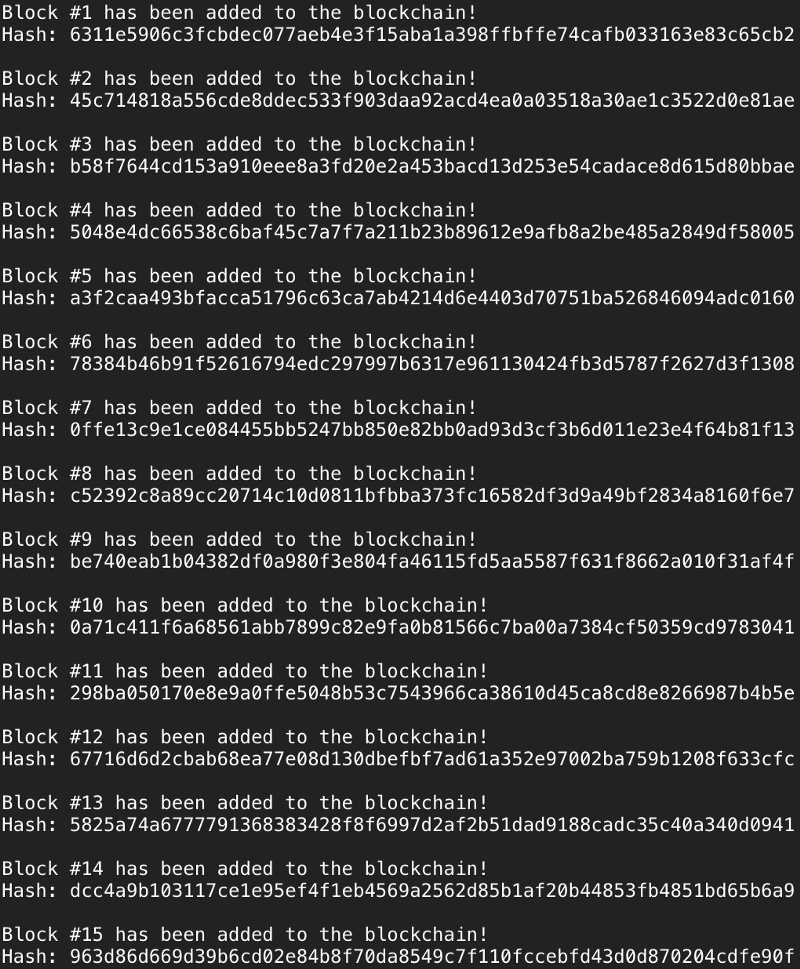 Block #1 has been added to the blockchain!
Hash: 6311e5906c3fcbdec077aeb4e3f15aba1a398ffbffe74cafb033163e83c65cb2
Block #2 has been added to the blockchain!
Hash: 45c714818a556cde8ddec533f903daa92acd4ea0a03518a30ae1c3522d0e81ae
Block #3 has been added to the blockchain!
Hash: b58f7644cd153a910eee8a3fd20e2a453bacd13d253e54cadace8d615d80bbae
Block #4 has been added to the blockchain!
Hash: 5048e4dc66538c6baf45c7a7f7a211b23b89612e9afb8a2be485a2849df58005
Block #5 has been added to the blockchain!
Hash: a3f2caa493bfacca51796c63ca7ab4214d6e4403d70751ba526846094adc0160
Block #6 has been added to the blockchain!
Hash: 78384b46b91f52616794edc297997b6317e961130424fb3d5787f2627d3f1308
Block #7 has been added to the blockchain!
Hash: 0ffe13c9e1ce084455bb5247bb850e82bb0ad93d3cf3b6d011e23e4f64b81f13
Block #8 has been added to the blockchain!
Hash: c52392c8a89cc20714c10d0811bfbba373fc16582df3d9a49bf2834a8160f6e7
Block #9 has been added to the blockchain!
Hash: be740eab1b04382df0a980f3e804fa46115fd5aa5587f631f8662a010f31af4f
Block #10 has been added to the blockchain!
Hash: 0a71c411f6a68561abb7899c82e9fa0b81566c7ba00a7384cf50359cd9783041
Block #11 has been added to the blockchain!
Hash: 298ba050170e8e9a0ffe5048b53c7543966ca38610d45ca8cd8e8266987b4b5e
Block #12 has been added to the blockchain!
Hash: 67716d6d2cbab68ea77e08d130dbefbf7ad61a352e97002ba759b1208f633cfc
Block #13 has been added to the blockchain!
Hash: 5825a74a6777791368383428f8f6997d2af2b51dad9188cadc35c40a340d0941
Block #14 has been added to the blockchain!
Hash: dcc4a9b103117ce1e95ef4f1eb4569a2562d85b1af20b44853fb4851bd65b6a9
Block #15 has been added to the blockchain!
Hash: 963d86d669d39b6cd02e84b8f70da8549c7f110fccebfd43d0d870204cdfe90f